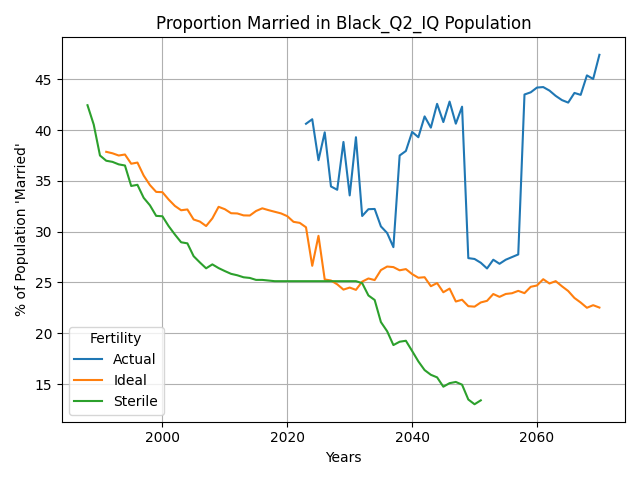 Proportion Married in Black_Q2_IQ Population
% of Population 'Married'
45
40
35
30
25
20
15
Fertility
Actual
Ideal
Sterile
2000
2020
2040
2060
Years